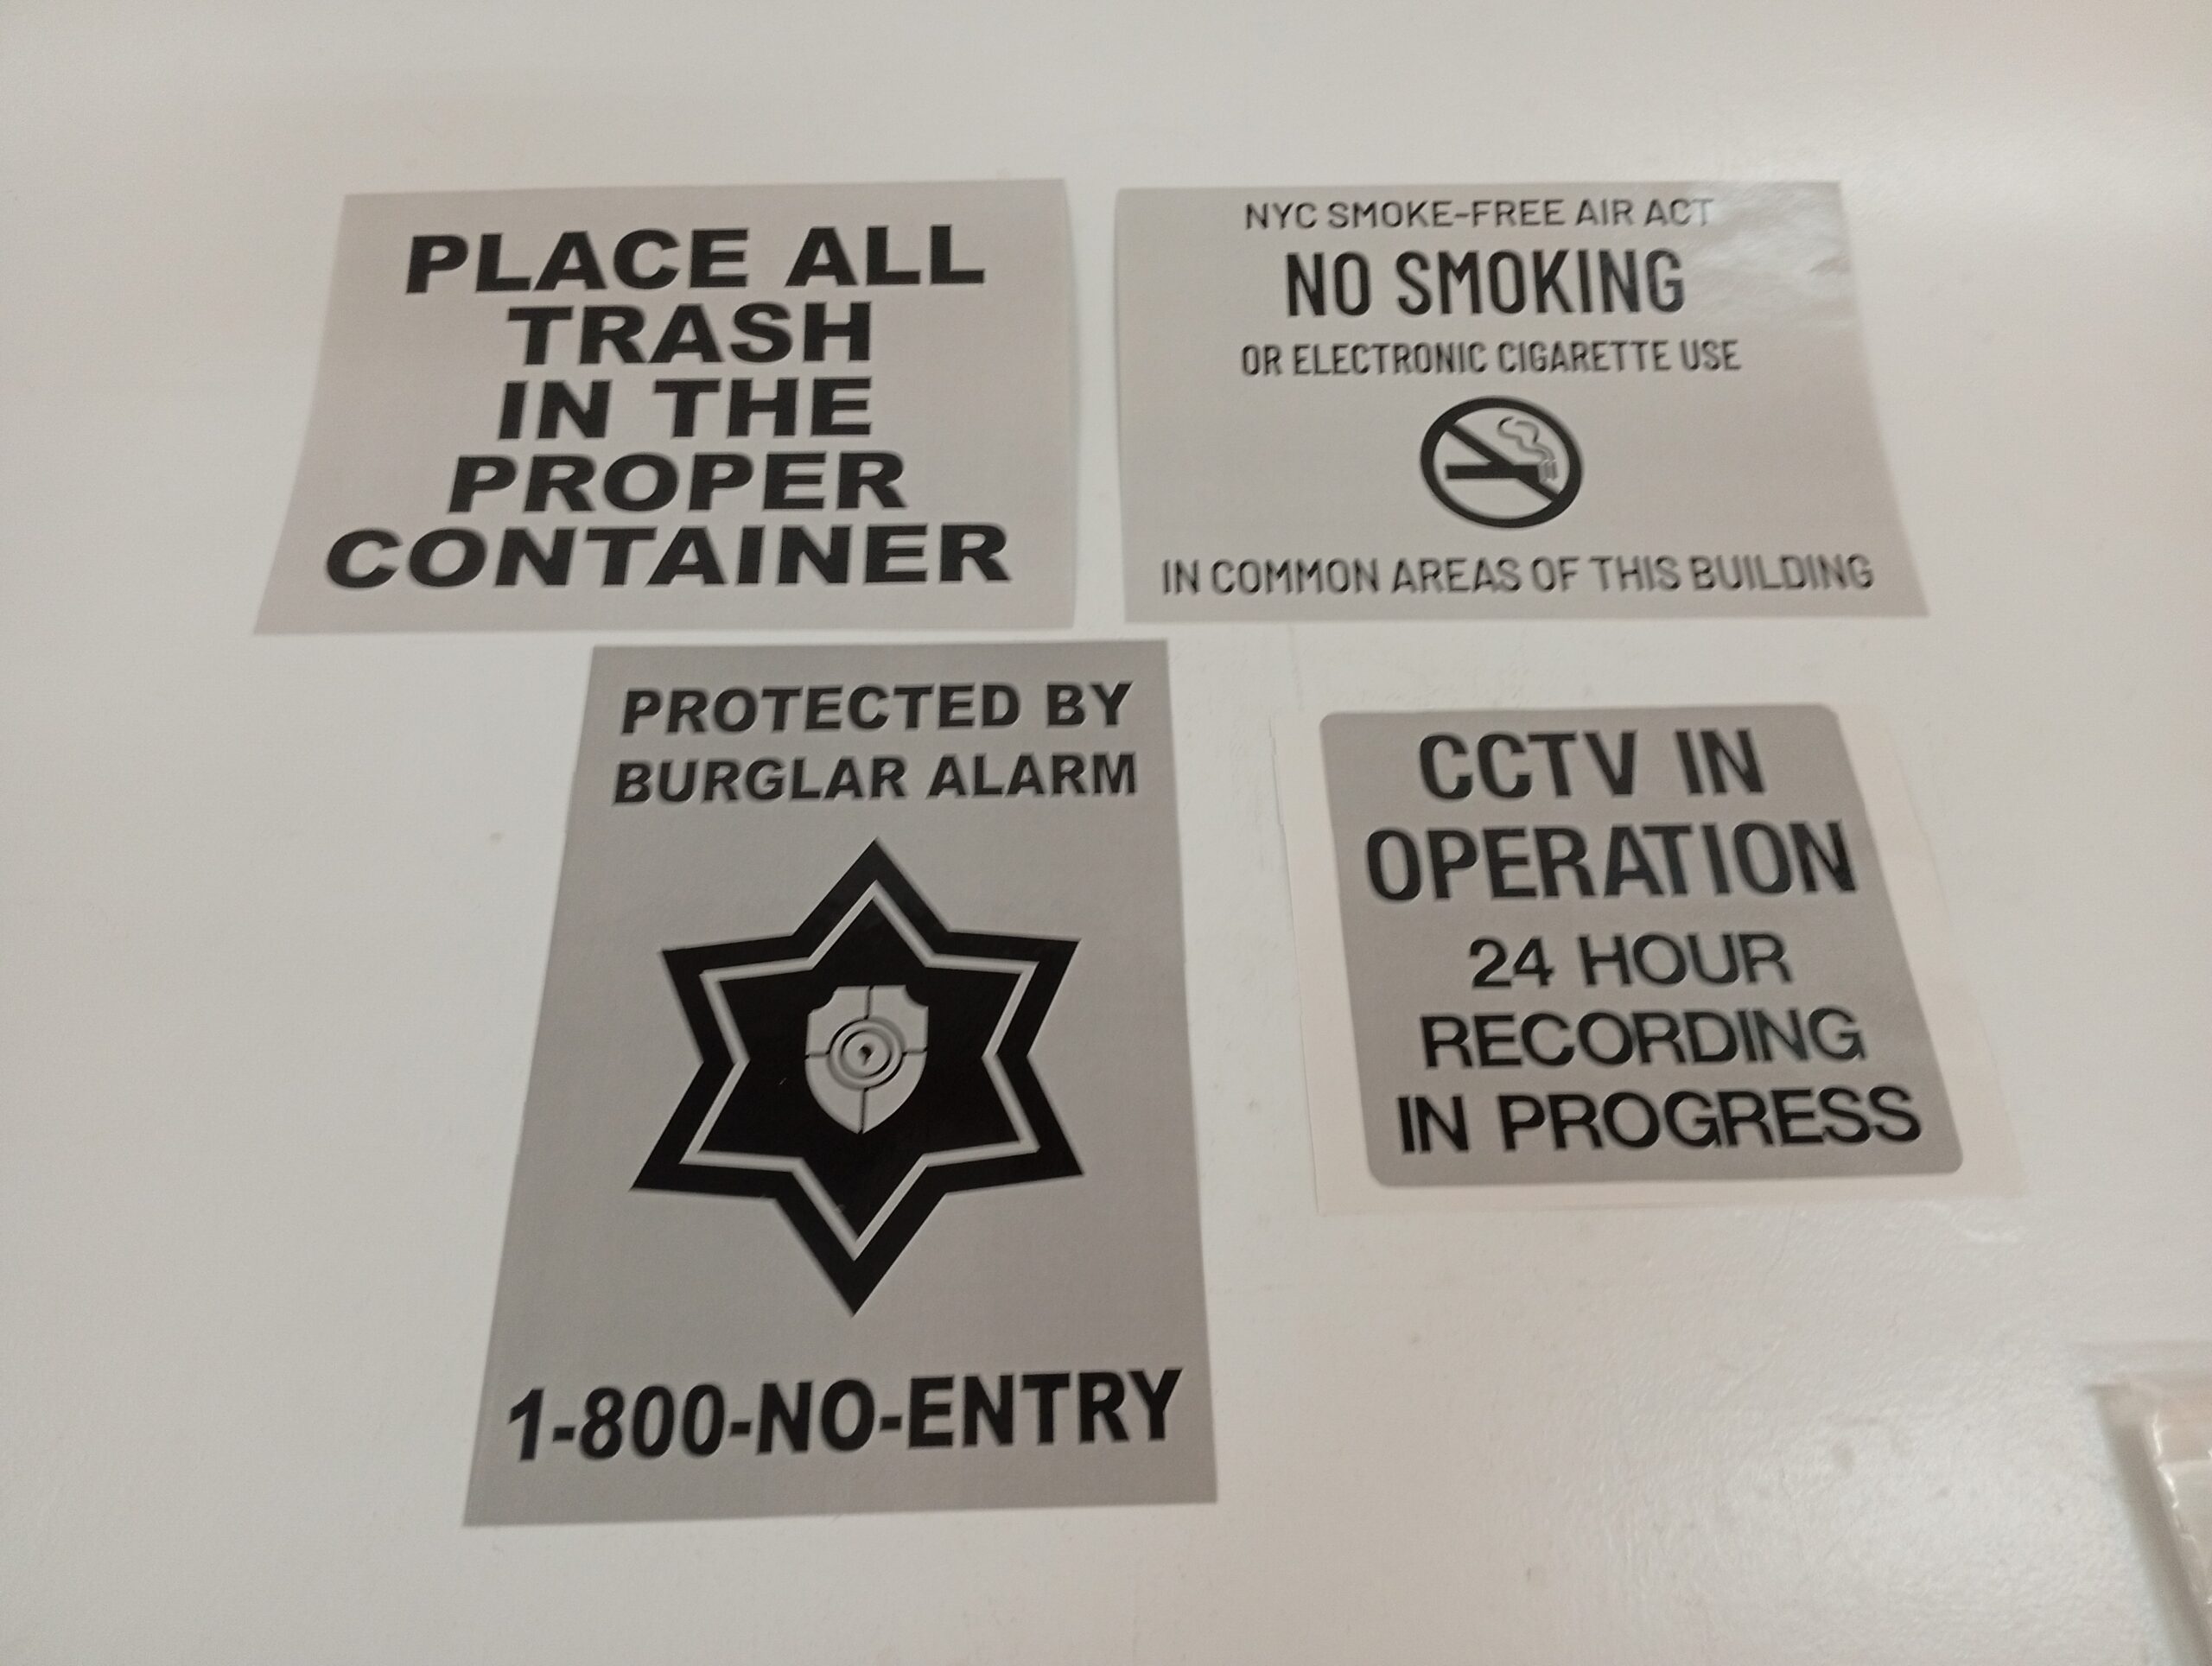 PLACE ALL
TRASH
IN THE
PROPER
CONTAINER
NYC SMOKE-FREE AIR ACT
NO SMOKING
OR ELECTRONIC CIGARETTE USE
IN COMMON AREAS OF THIS BUILDING
PROTECTED BY
BURGLAR ALARM
1-800-NO-ENTRY
CCTV IN
OPERATION
24 HOUR
RECORDING
IN PROGRESS